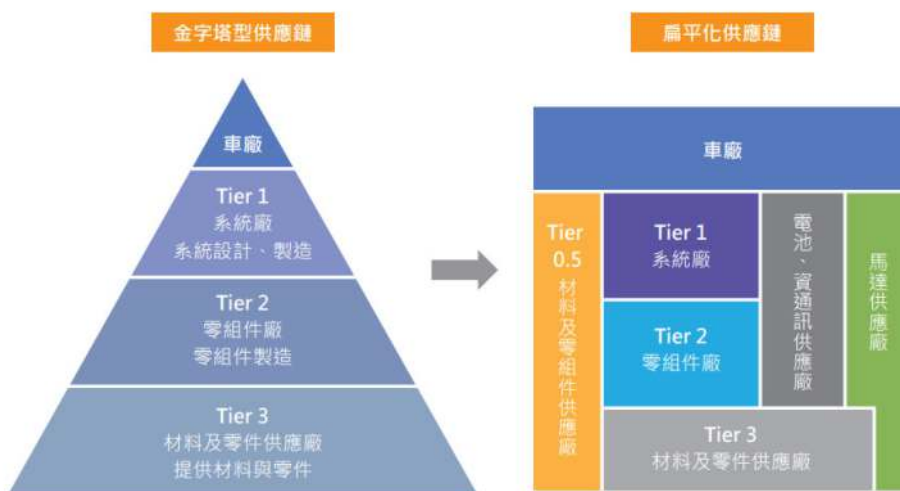 金字塔型供應鏈
車廠
Tier 1
系統廠
系統設計、製造
Tier 2
零組件廠
零組件製造
Tier 3
材料及零件供應廠
提供材料與零件
扁平化供應鏈
車廠
Tier
0.5
材料及零組件供應廠
Tier 1
系統廠
Tier 2
零組件廠
電池、資通訊供應廠
馬達供應廠
Tier 3
材料及零件供應廠